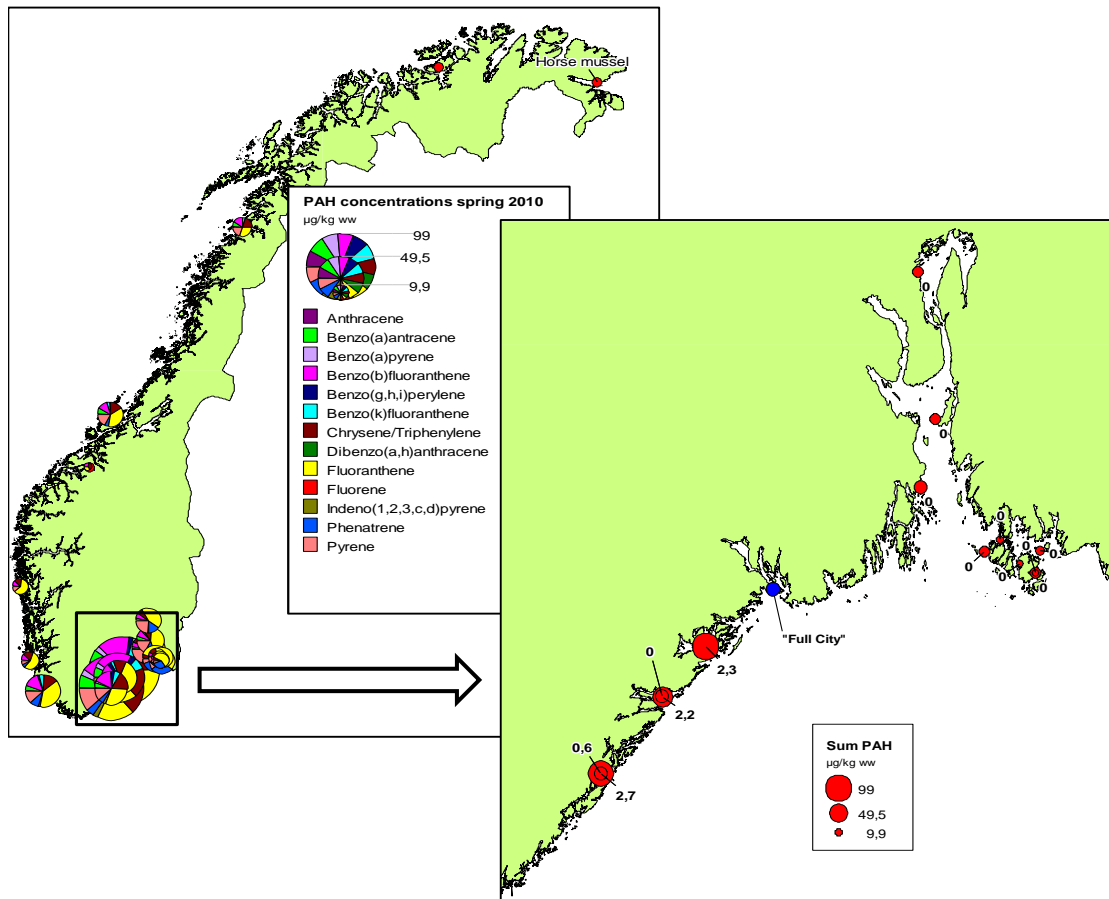 Horse mussel
PAH concentrations spring 2010
µg/kg ww
99
49,5
9,9
Anthracene
Benzo(a)antracene
Benzo(a)pyrene
Benzo(b)fluoranthene
Benzo(g,h,i)perylene
Benzo(k)fluoranthene
Chrysene/Triphenylene
Dibenzo(a,h)anthracene
Fluoranthene
Fluorene
Indeno(1,2,3,c,d)pyrene
Phenatrene
Pyrene
0
0
0
0
0
0
0
0
0
"Full City"
2,3
0
2,2
0,6
2,7
Sum PAH
µg/kg ww
99
49,5
9,9